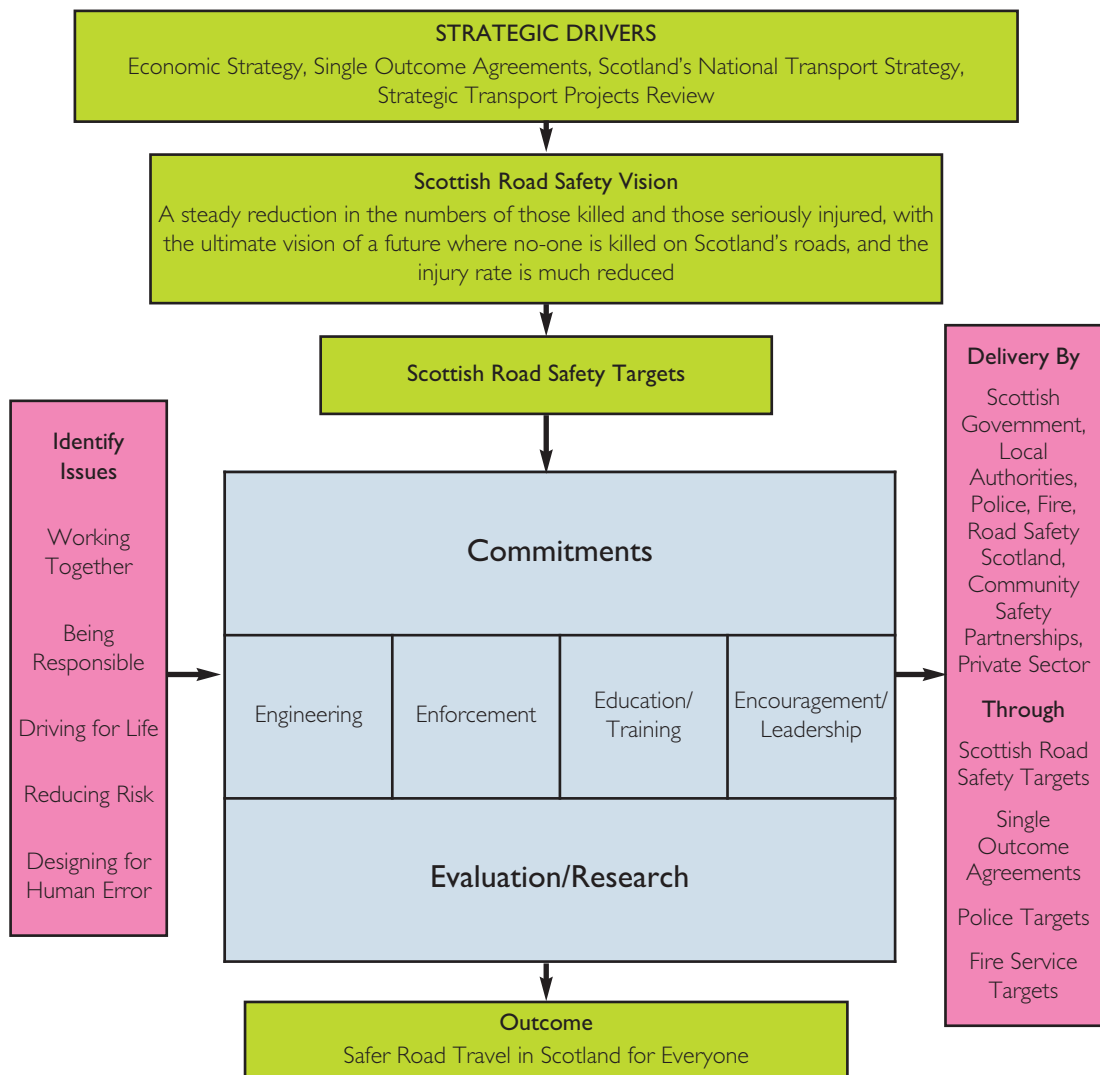 STRATEGIC DRIVERS
Economic Strategy, Single Outcome Agreements, Scotland's National Transport Strategy,
Strategic Transport Projects Review
Scottish Road Safety Vision
A steady reduction in the numbers of those killed and those seriously injured, with
the ultimate vision of a future where no-one is killed on Scotland's roads, and the
injury rate is much reduced
Scottish Road Safety Targets
Identify
Issues
Working
Together
Being
Responsible
Driving for Life
Reducing Risk
Designing for
Human Error
Commitments
Engineering
Enforcement
Education/
Training
Encouragement/
Leadership
Evaluation/Research
Delivery By
Scottish
Government,
Local
Authorities,
Police, Fire,
Road Safety
Scotland,
Community
Safety
Partnerships,
Private Sector
Through
Scottish Road
Safety Targets
Single
Outcome
Agreements
Police Targets
Fire Service
Targets
Outcome
Safer Road Travel in Scotland for Everyone